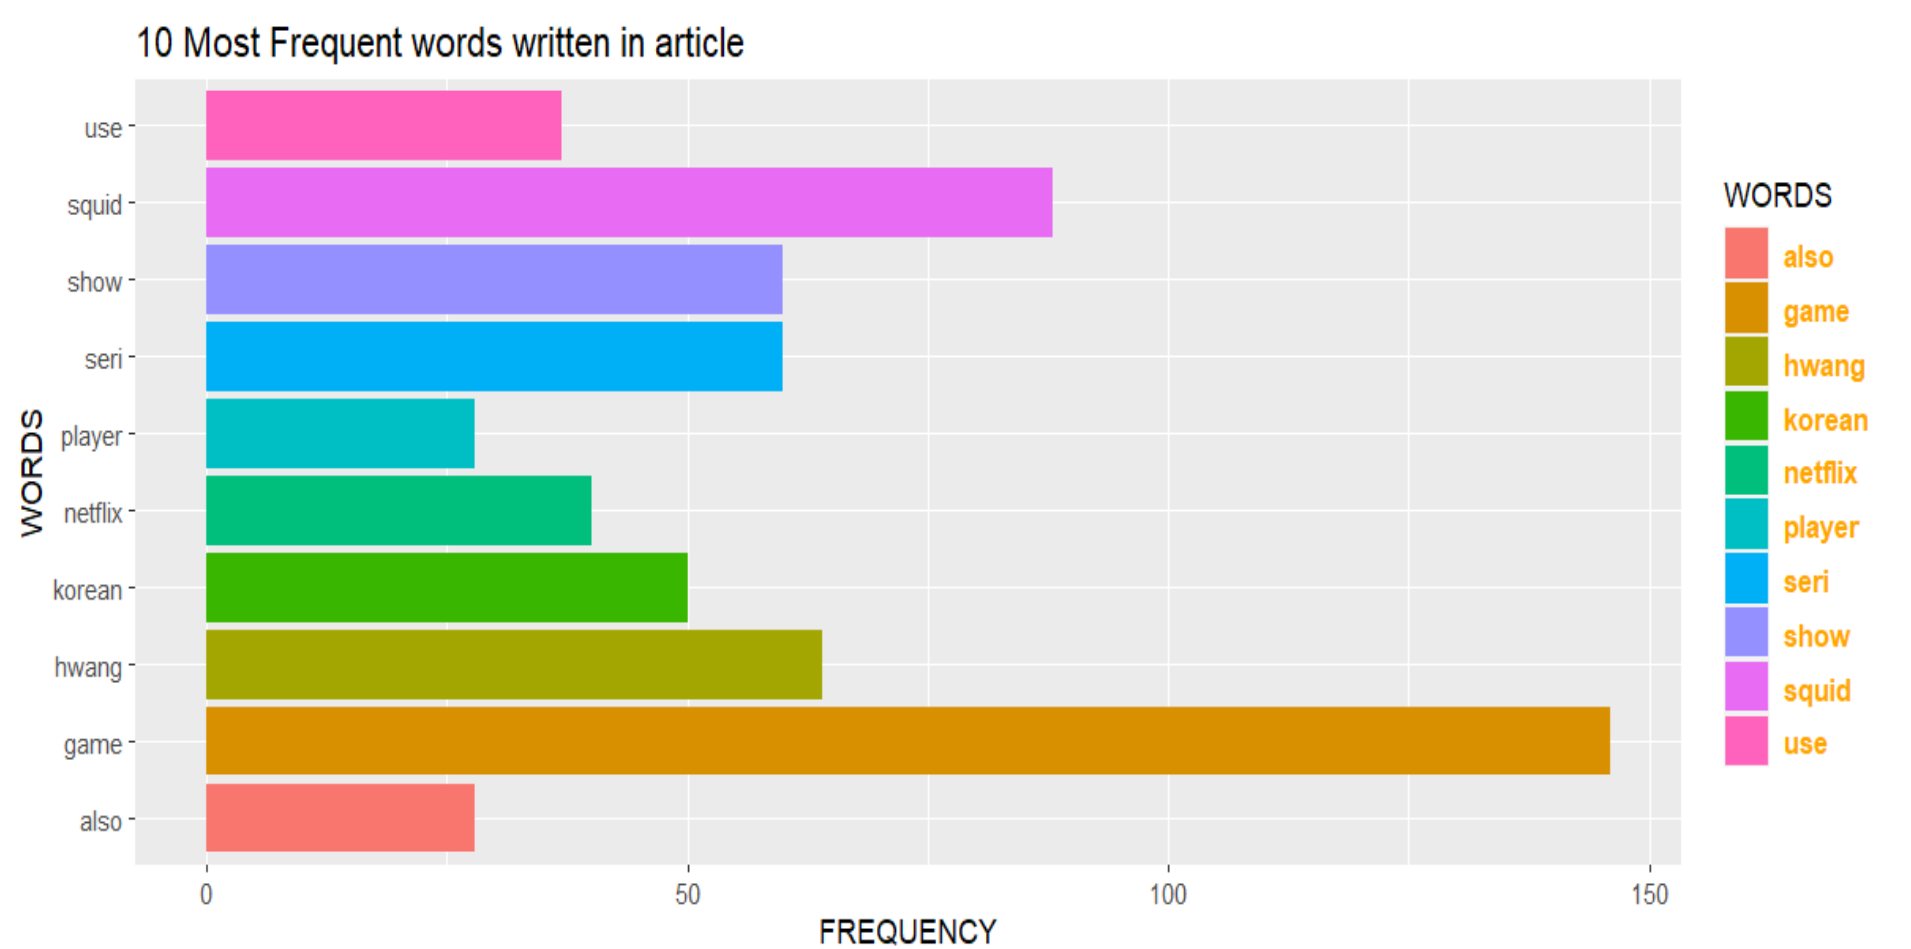 10 Most Frequent words written in article
WORDS
use
squid
show
seri
player
netflix
korean
hwang
game
also
0 50 100 150
FREQUENCY
WORDS
also
game
hwang
korean
netflix
player
seri
show
squid
use